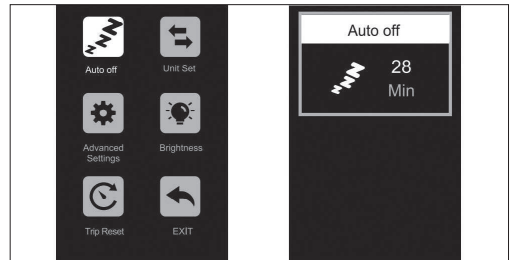 Auto off
Unit Set
Advanced
Settings
Brightness
Trip Reset
EXIT
Auto off
28
Min